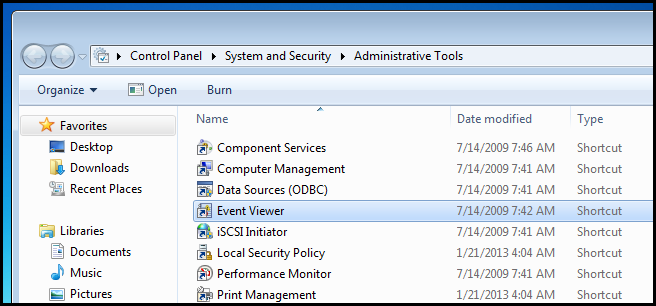 Control Panel System and Security Administrative Tools
Organize Open Burn
Favorites
Desktop
Downloads
Recent Places
Libraries
Documents
Music
Pictures
Name Date modified Type
Component Services 7/14/2009 7:46 AM Shortcut
Computer Management 7/14/2009 7:41 AM Shortcut
Data Sources (ODBC) 7/14/2009 7:41 AM Shortcut
Event Viewer 7/14/2009 7:42 AM Shortcut
iSCSI Initiator 7/14/2009 7:41 AM Shortcut
Local Security Policy 1/21/2013 4:04 AM Shortcut
Performance Monitor 7/14/2009 7:41 AM Shortcut
Print Management 1/21/2013 4:04 AM Shortcut